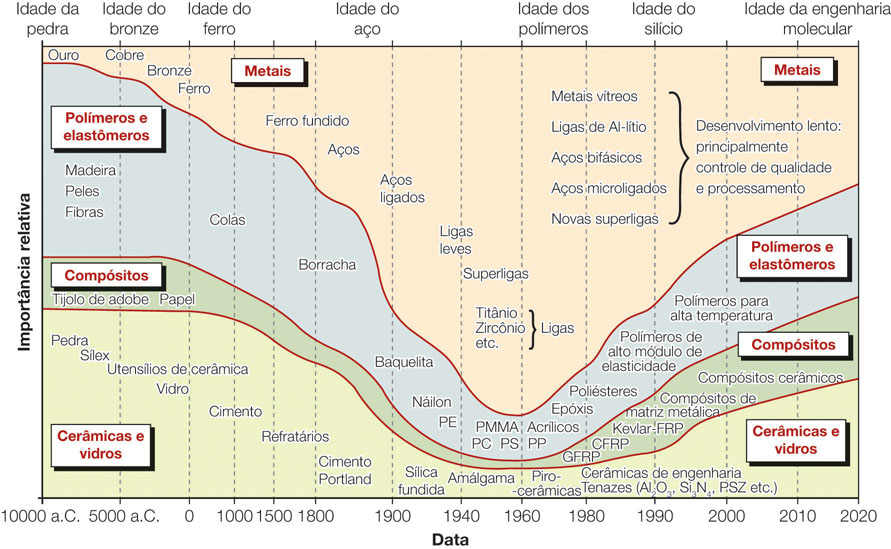 Idade da pedra
Idade do bronze
Idade do ferro
Idade do aço
Idade dos polímeros
Idade do silício
Idade da engenharia molecular
Importância relativa
Ouro
Cobre
Bronze
Ferro
Metais
Ferro fundido
Aços
Aços
ligados
Ligas
leves
Superligas
Titânio
Zircônio
etc.
Ligas
Metais
Metais vítreos
Ligas de Al-lítio
Aços bifásicos
Aços microligados
Novas superligas
Desenvolvimento lento:
principalmente
controle de qualidade
e processamento
Polímeros e
elastômeros
Madeira
Peles
Fibras
Colas
Borracha
Baquelita
Náilon
PE
PMMA
Acrílicos
PC
PS
PP
Epóxis
Poliésteres
Polímeros de
alto módulo de
elasticidade
Polímeros para
alta temperatura
Polímeros e
elastômeros
Compósitos
Tijolo de adobe
Papel
GFRP
CFRP
Kevlar-FRP
Compósitos de
matriz metálica
Compósitos cerâmicos
Compósitos
Pedra
Sílex
Utensílios de cerâmica
Vidro
Cimento
Refratários
Cimento
Portland
Sílica
fundida
Amálgama
Piro-
-cerâmicas
Cerâmicas de engenharia
Tenazes (Al2O3, Si3N4, PSZ etc.)
Cerâmicas e
vidros
Cerâmicas e
vidros
10000 a.C. 5000 a.C. 0 1000 1500 1800 1900 1940 1960 1980 1990 2000 2010 2020
Data